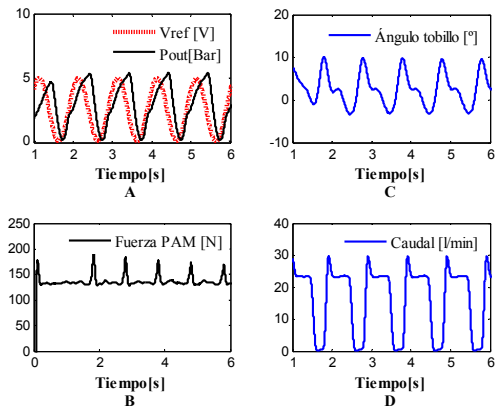 Vref [V]
Pout[Bar]
10
5
0
1 2 3 4 5 6
Tiempo[s]
A
Ángulo tobillo [º]
20
10
0
-10
1 2 3 4 5 6
Tiempo[s]
C
Fuerza PAM [N]
250
200
150
100
50
0
0 2 4 6
Tiempo[s]
B
Caudal [l/min]
40
30
20
10
0
1 2 3 4 5 6
Tiempo[s]
D